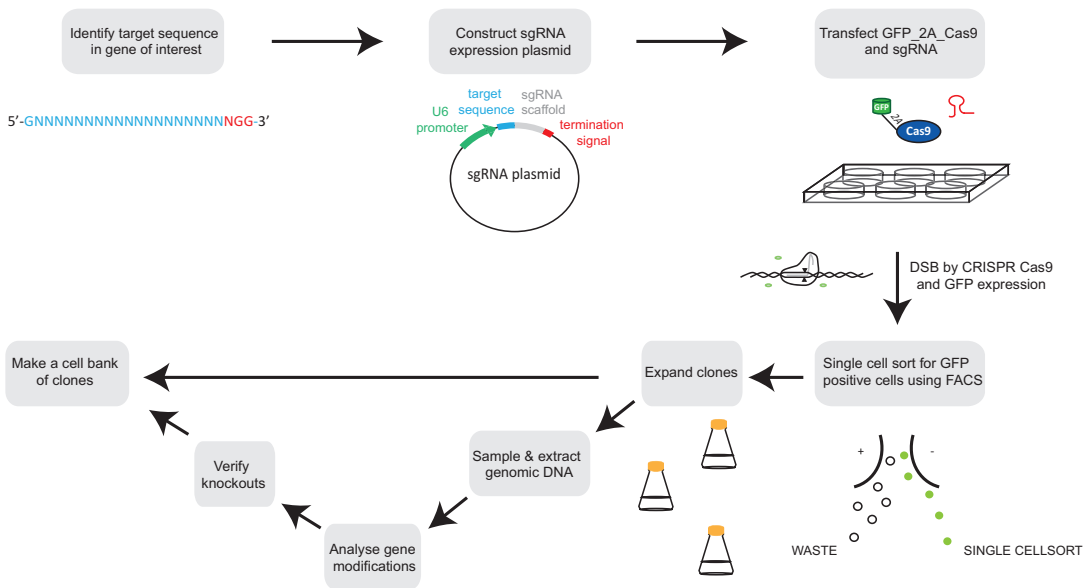 Identify target sequence
in gene of interest
Construct sgRNA
expression plasmid
Transfect GFP_2A_Cas9
and sgRNA
5’-GNNNNNNNNNNNNNNNNNNNNGG-3’
target
sequence
sgRNA
scaffold
U6
promoter
termination
signal
sgRNA plasmid
GFP
2A
Cas9
DSB by CRISPR Cas9
and GFP expression
Single cell sort for GFP
positive cells using FACS
Expand clones
Make a cell bank
of clones
Sample & extract
genomic DNA
Verify
knockouts
Analyse gene
modifications
+
-
WASTE
SINGLE CELLSORT